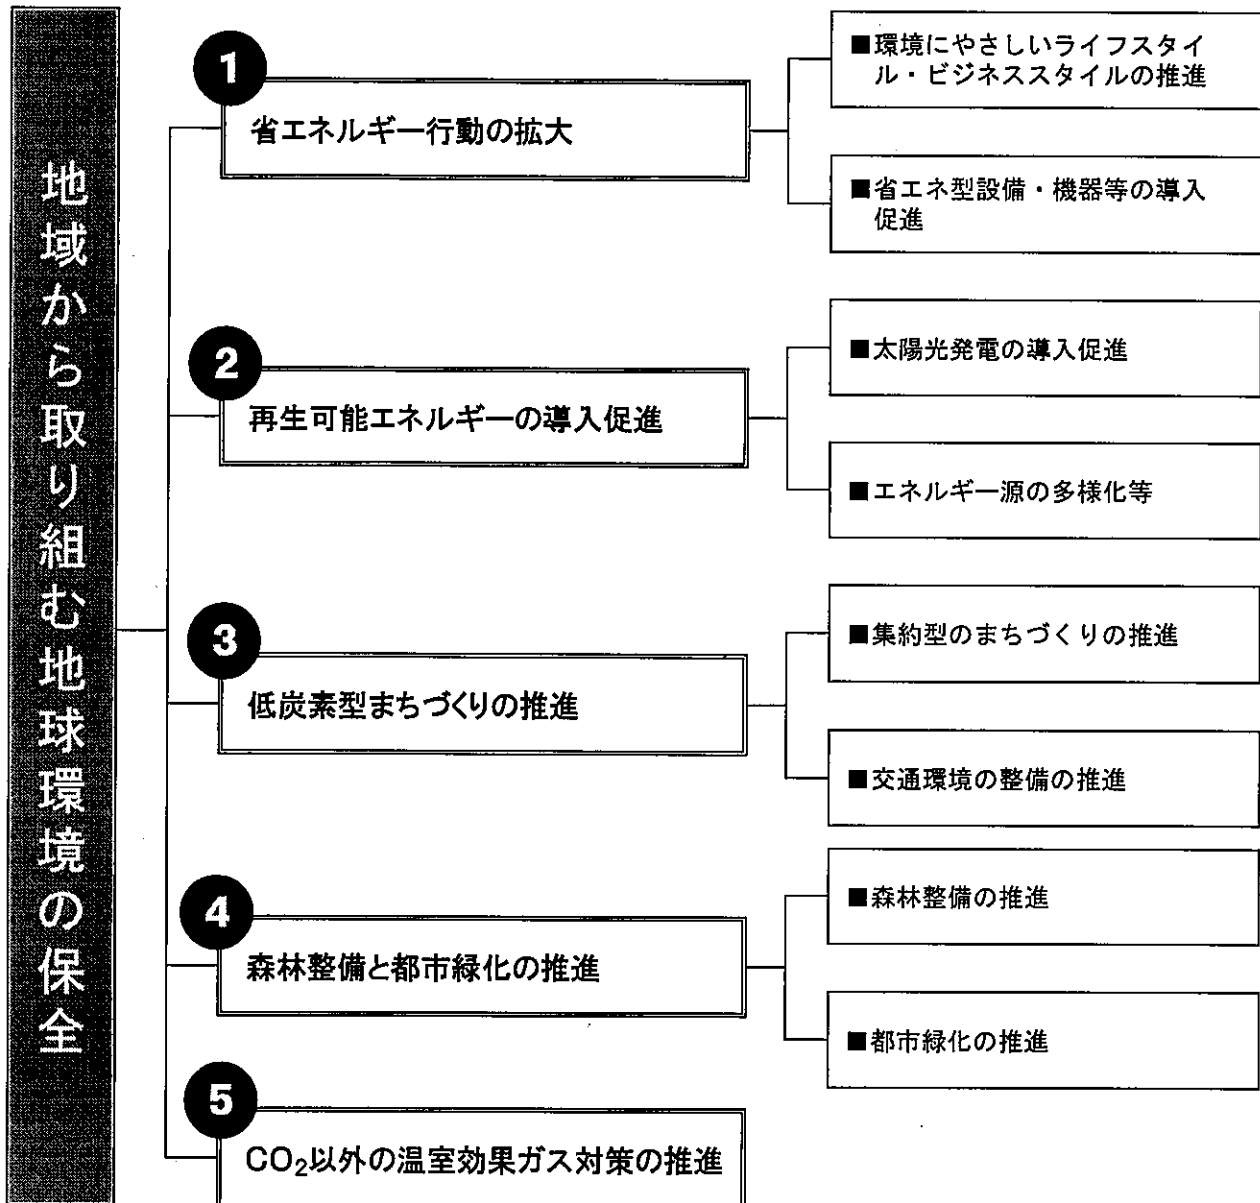 地域から取り組む地球環境の保全
1
省エネルギー行動の拡大
■環境にやさしいライフスタイ
ル・ビジネススタイルの推進
■省エネ型設備・機器等の導入
促進
2
再生可能エネルギーの導入促進
■太陽光発電の導入促進
■エネルギー源の多様化等
3
低炭素型まちづくりの推進
■集約型のまちづくりの推進
■交通環境の整備の推進
4
森林整備と都市緑化の推進
■森林整備の推進
■都市緑化の推進
5
CO₂以外の温室効果ガス対策の推進